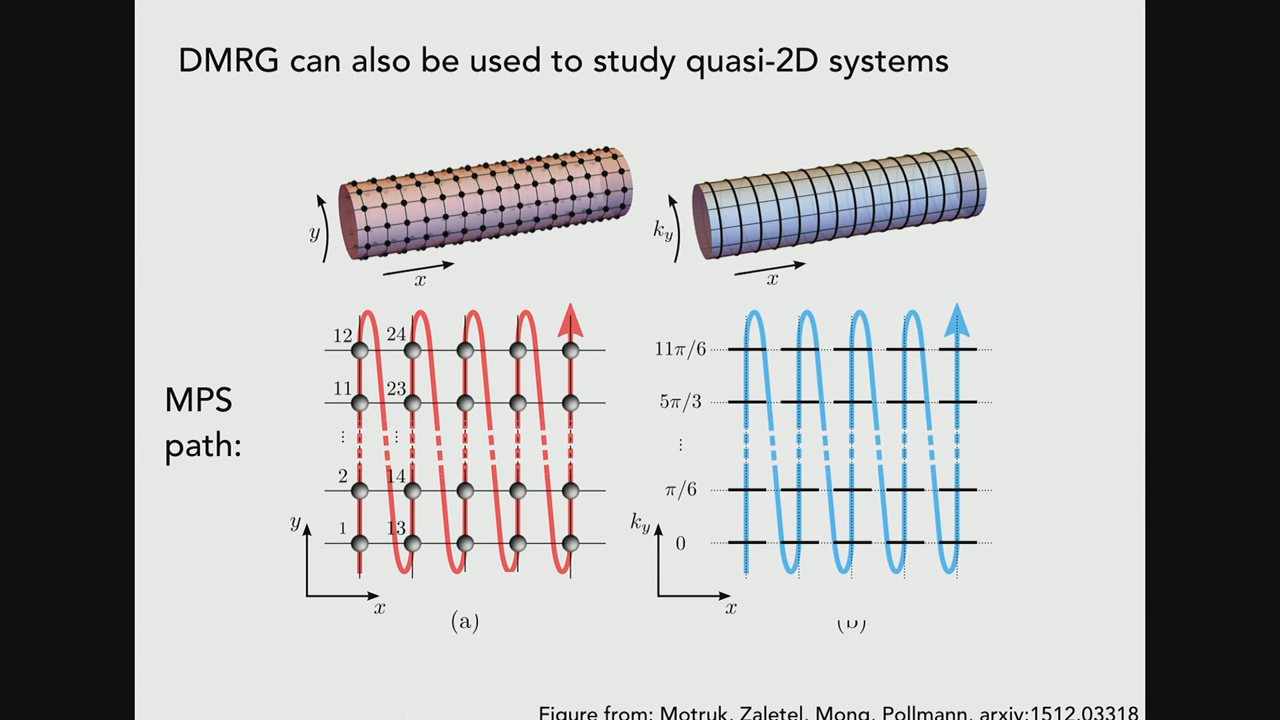 DMRG can also be used to study quasi-2D systems
y
x
k_y
x
MPS
path:
12
24
11
23
⋮
⋮
2
14
1
13
y
x
(a)
11π/6
5π/3
⋮
π/6
0
k_y
x
(b)
Figure from: Motruk, Zaletel, Mong, Pollmann, arxiv:1512.03318